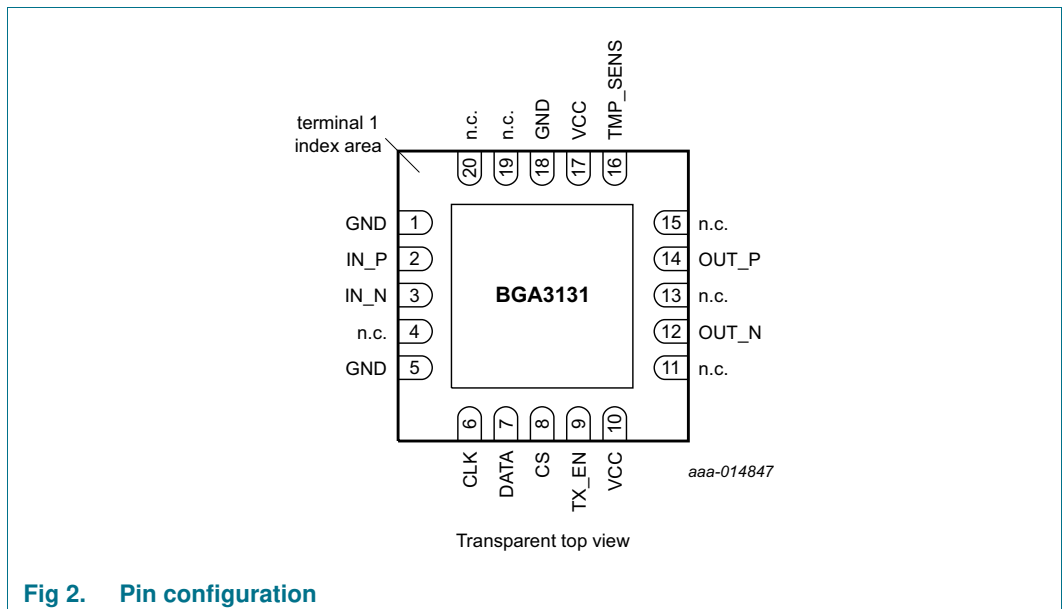 terminal 1
index area
n.c.
n.c.
GND
VCC
TMP_SENS
20
19
18
17
16
GND 1
IN_P 2
IN_N 3
n.c. 4
GND 5
BGA3131
15 n.c.
14 OUT_P
13 n.c.
12 OUT_N
11 n.c.
6
7
8
9
10
CLK
DATA
CS
TX_EN
VCC
aaa-014847
Transparent top view
Fig 2. Pin configuration